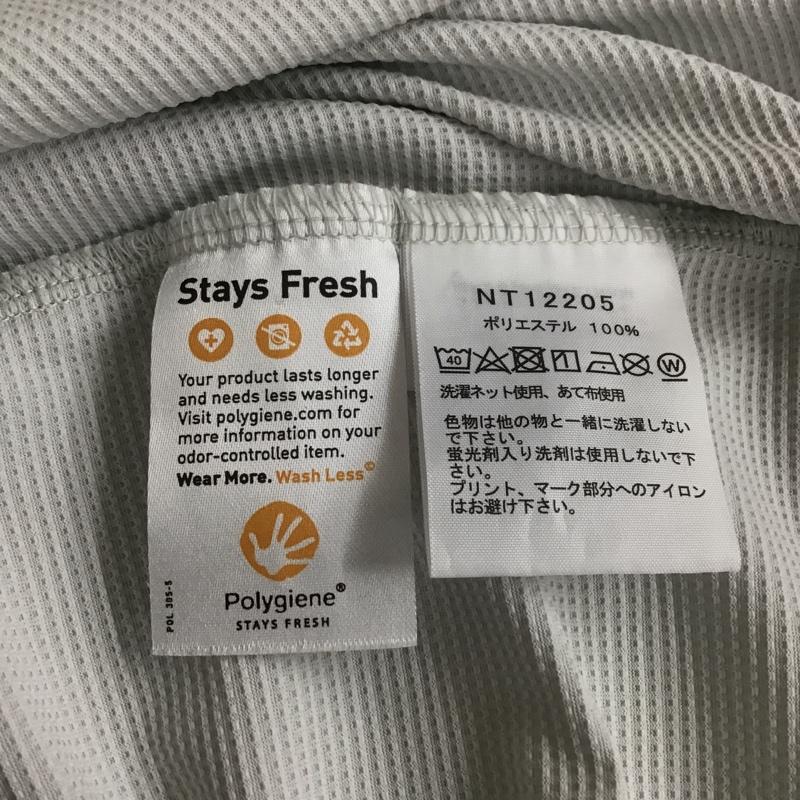 Stays Fresh
Your product lasts longer
and needs less washing.
Visit polygiene.com for
more information on your
odor-controlled item.
Wear More. Wash Less©
Polygiene®
STAYS FRESH
POL 305-S
NT12205
ポリエステル 100%
40
W
洗濯ネット使用、あて布使用
色物は他の物と一緒に洗濯しない
で下さい。
蛍光剤入り洗剤は使用しないで下
さい。
プリント、マーク部分へのアイロン
はお避け下さい。